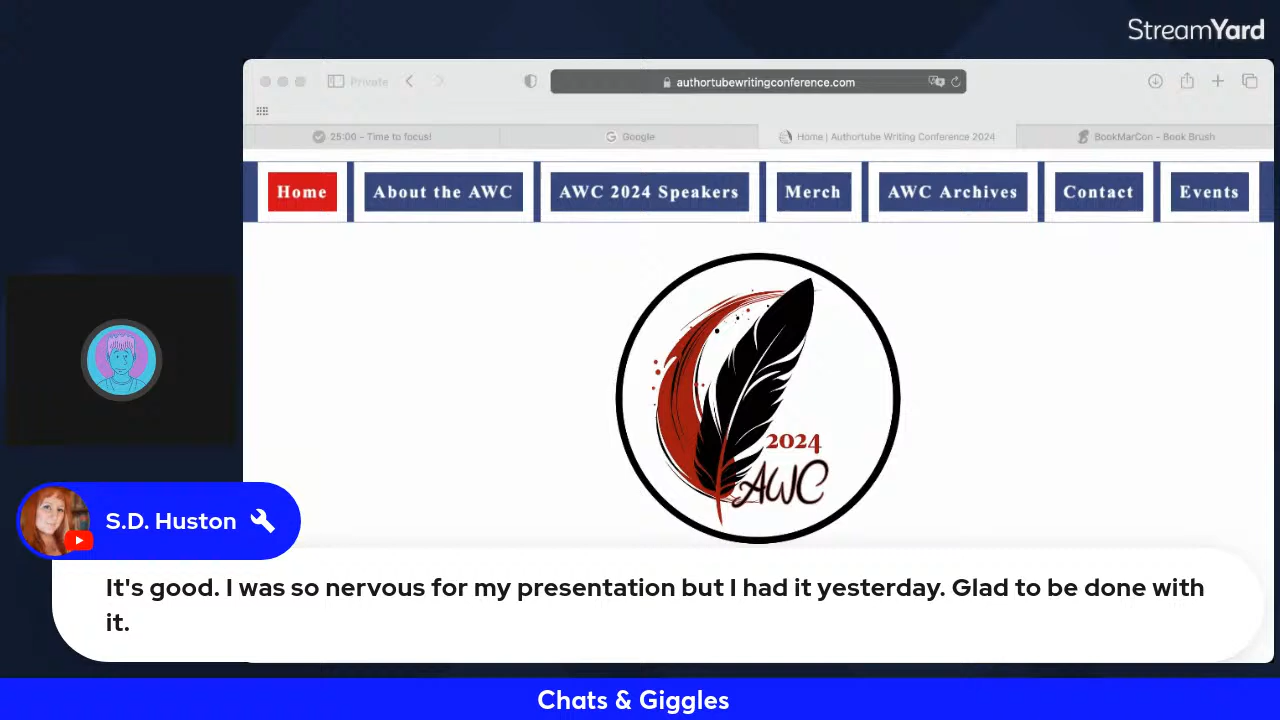 StreamYard
Private
authortubewritingconference.com
25:00 – Time to focus!
Google
Home | Authortube Writing Conference 2024
BookMarCon - Book Brush
Home
About the AWC
AWC 2024 Speakers
Merch
AWC Archives
Contact
Events
2024
AWC
S.D. Huston
It's good. I was so nervous for my presentation but I had it yesterday. Glad to be done with
it.
Chats & Giggles